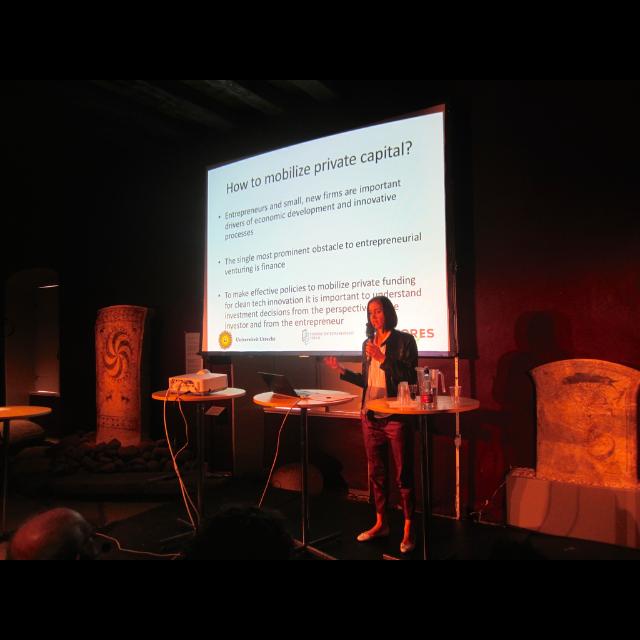 How to mobilize private capital?
• Entrepreneurs and small, new firms are important
drivers of economic development and innovative
processes
• The single most prominent obstacle to entrepreneurial
venturing is finance
• To make effective policies to mobilize private funding
for clean tech innovation it is important to understand
investment decisions from the
investor and from the entrepreneur
Universiteit Utrecht
PRES